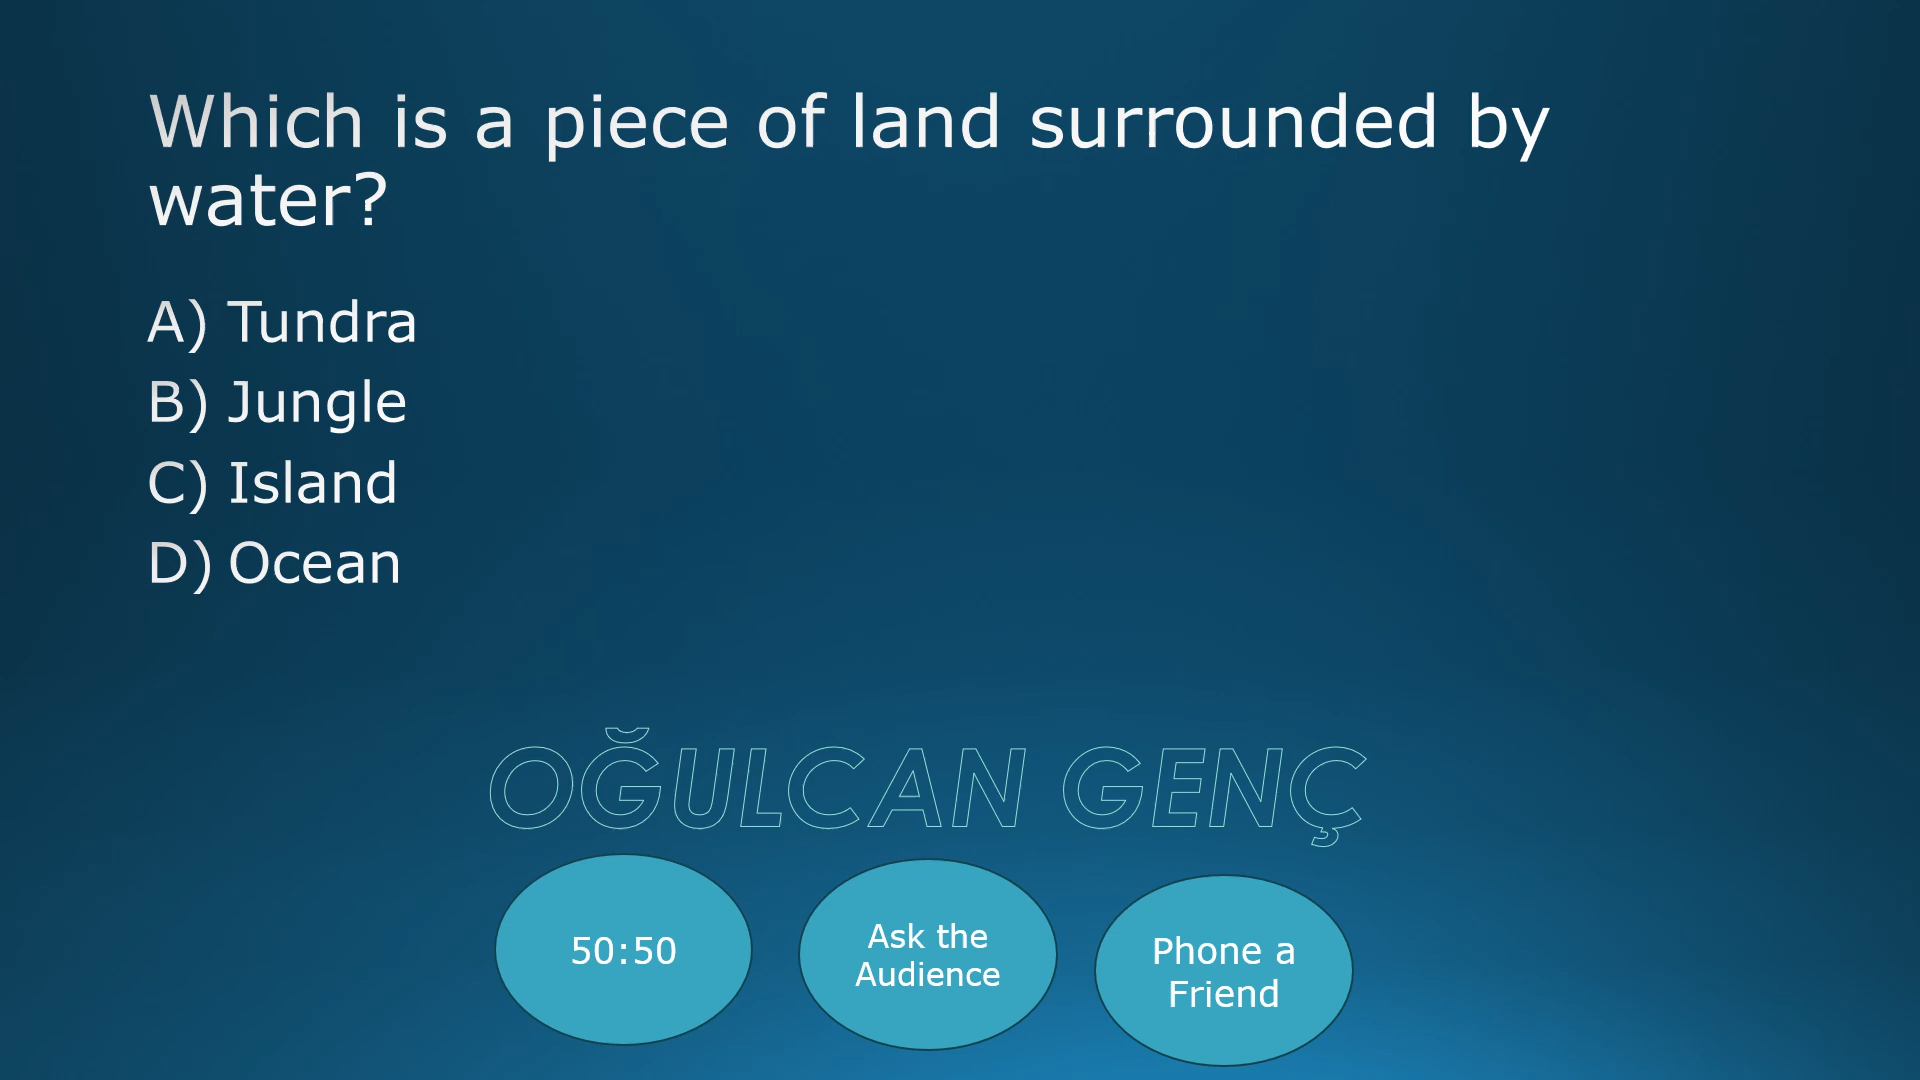 Which is a piece of land surrounded by
water?
A) Tundra
B) Jungle
C) Island
D) Ocean
OĞULCAN GENÇ
50:50
Ask the
Audience
Phone a
Friend